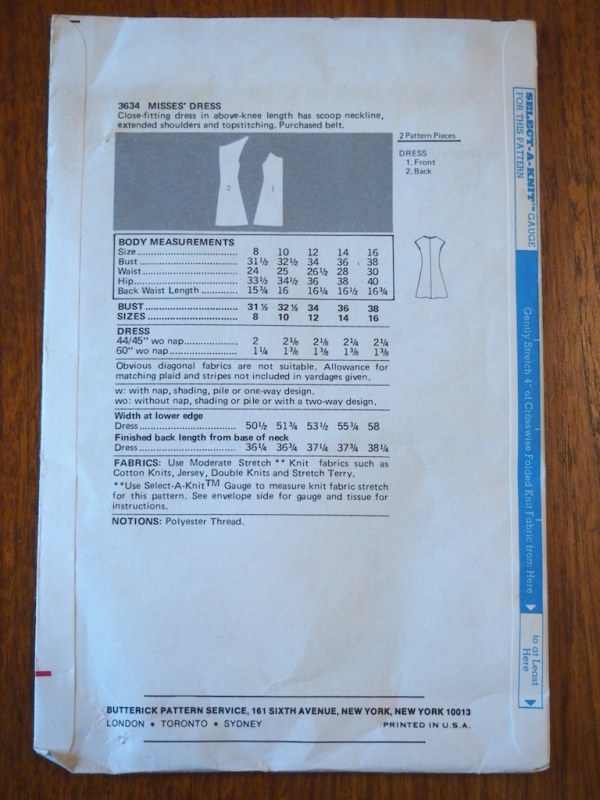 3634 MISSES' DRESS
Close-fitting dress in above-knee length has scoop neckline,
extended shoulders and topstitching. Purchased belt.
2 Pattern Pieces
DRESS
1. Front
2. Back
2 1
BODY MEASUREMENTS
Size 8 10 12 14 16
Bust 31½ 32½ 34 36 38
Waist 24 25 26½ 28 30
Hip 33½ 34½ 36 38 40
Back Waist Length 15¾ 16 16¼ 16½ 16¾
BUST 31½ 32½ 34 36 38
SIZES 8 10 12 14 16
DRESS
44/45" wo nap 2 2⅛ 2⅛ 2¼ 2¼
60" wo nap 1¼ 1⅜ 1⅜ 1⅜ 1⅜
Obvious diagonal fabrics are not suitable. Allowance for
matching plaid and stripes not included in yardages given.
w: with nap, shading, pile or one-way design.
wo: without nap, shading or pile or with a two-way design.
Width at lower edge
Dress 50½ 51¾ 53½ 55¾ 58
Finished back length from base of neck
Dress 36¼ 36¾ 37¼ 37¾ 38¼
FABRICS: Use Moderate Stretch ** Knit fabrics such as
Cotton Knits, Jersey, Double Knits and Stretch Terry.
**Use Select-A-Knit™ Gauge to measure knit fabric stretch
for this pattern. See envelope side for gauge and tissue for
instructions.
NOTIONS: Polyester Thread.
BUTTERICK PATTERN SERVICE, 161 SIXTH AVENUE, NEW YORK, NEW YORK 10013
LONDON • TORONTO • SYDNEY PRINTED IN U.S.A.
SELECT-A-KNIT™ GAUGE
FOR THIS PATTERN
Gently Stretch 4" of Crosswise Folded Knit Fabric from Here
to at Least
Here